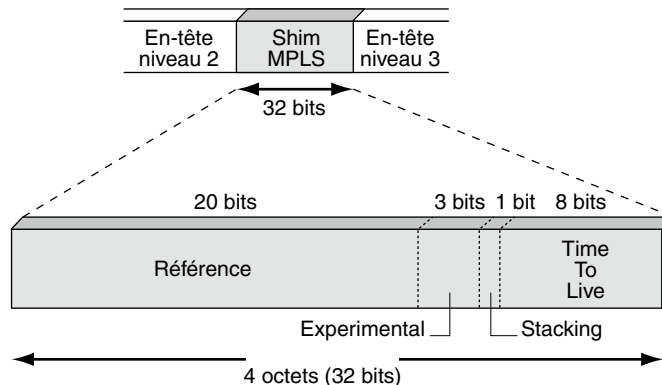 En-tête
niveau 2
Shim
MPLS
En-tête
niveau 3
32 bits
20 bits
3 bits
1 bit
8 bits
Référence
Time
To
Live
Experimental
Stacking
4 octets (32 bits)